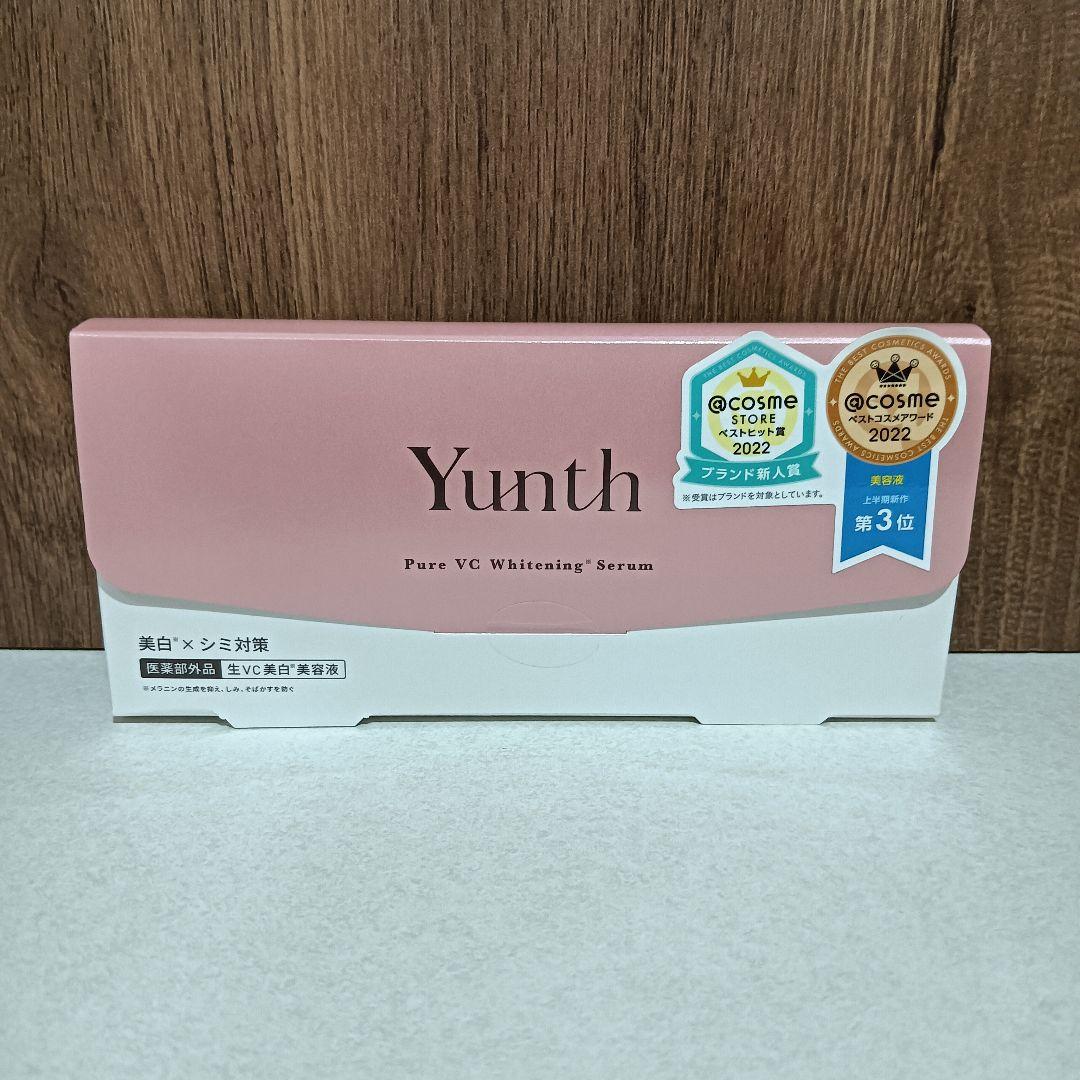 Yunth
Pure VC Whitening※ Serum
THE BEST COSMETICS AWARDS
@cosme
STORE
ベストヒット賞
2022
ブランド新人賞
※受賞はブランドを対象としています。
THE BEST COSMETICS AWARDS
@cosme
ベストコスメアワード
2022
THE BEST COSMETICS AWARDS
美容液
上半期新作
第3位
美白※×シミ対策
医薬部外品 生VC美白※美容液
※メラニンの生成を抑え、しみ、そばかすを防ぐ